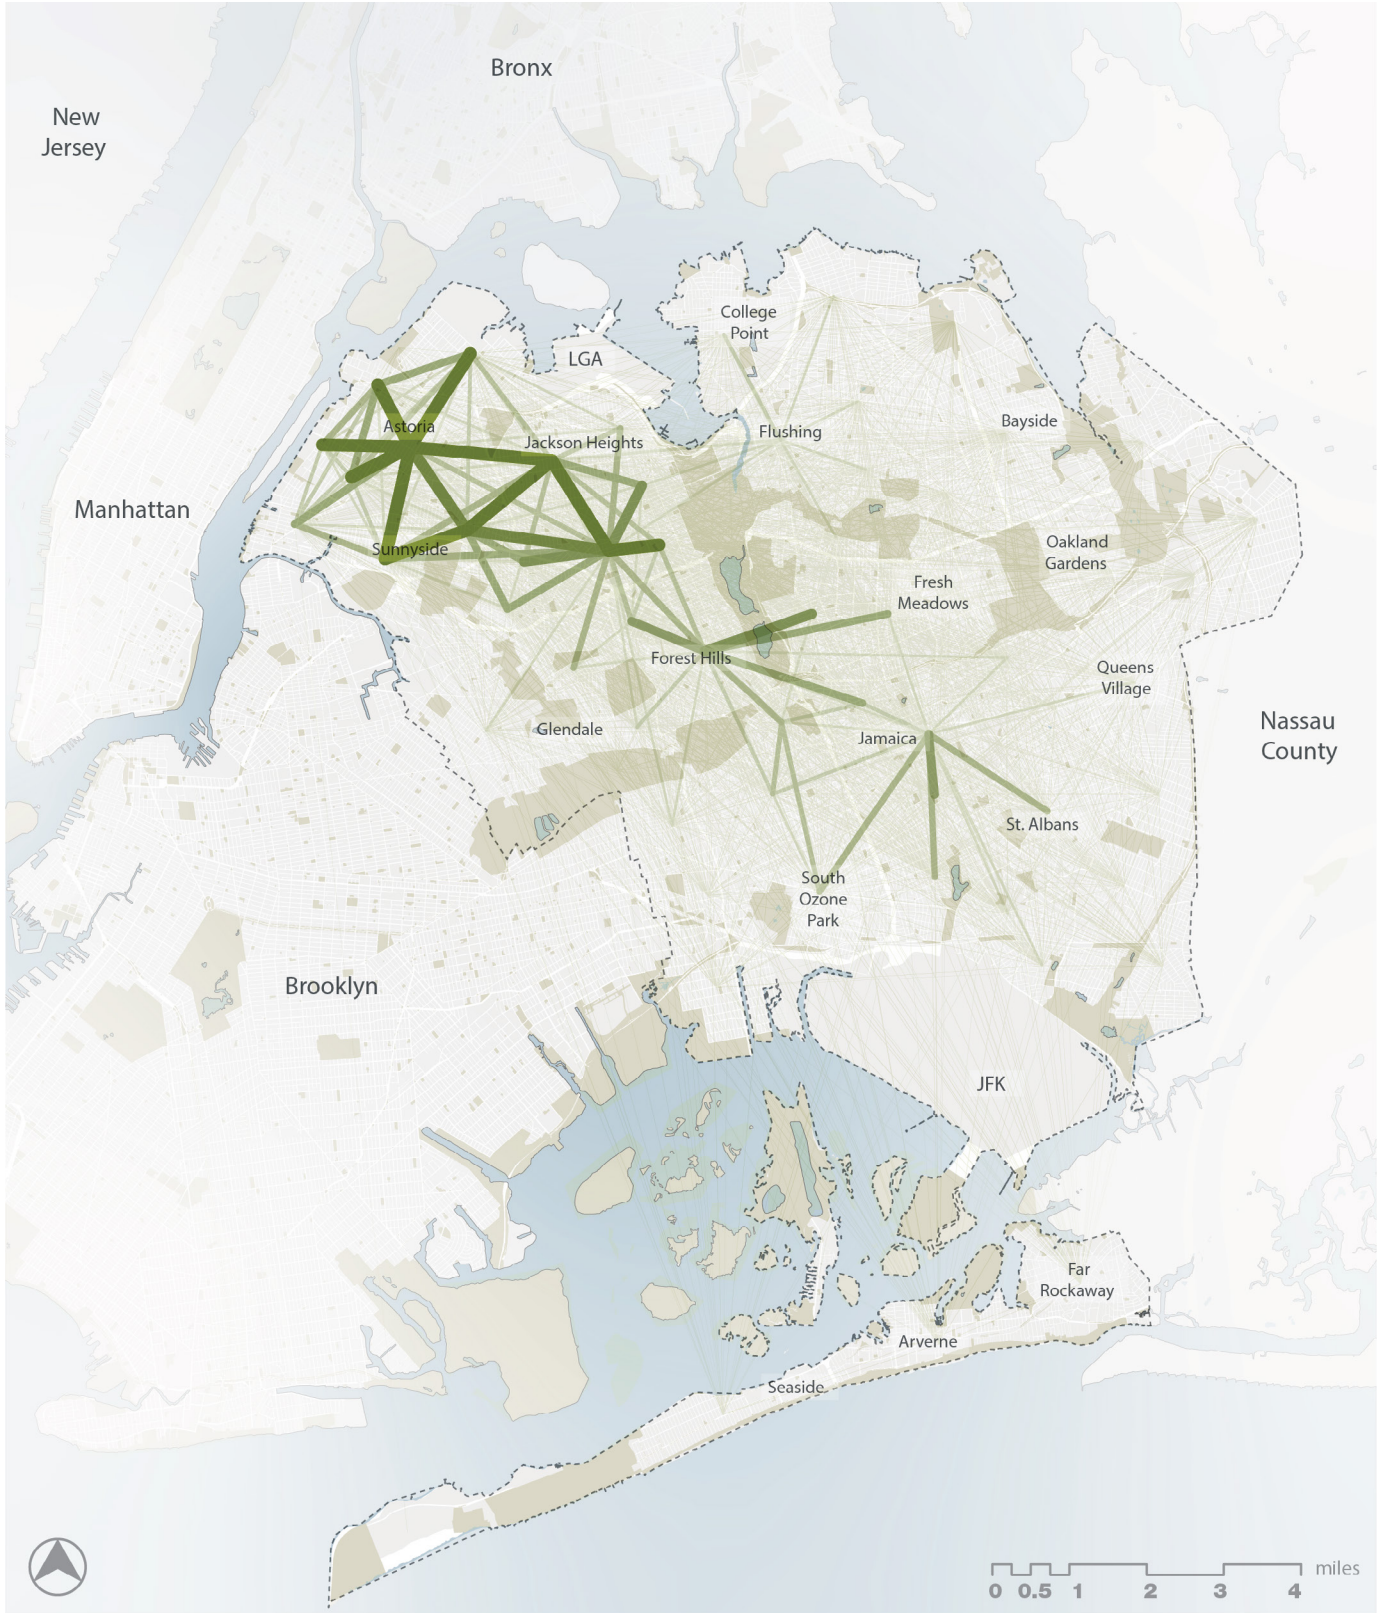 Bronx
New
Jersey
College
Point
LGA
Astoria
Flushing
Bayside
Jackson Heights
Manhattan
Sunnyside
Oakland
Gardens
Fresh
Meadows
Forest Hills
Queens
Village
Glendale
Jamaica
Nassau
County
St. Albans
South
Ozone
Park
Brooklyn
JFK
Far
Rockaway
Arverne
Seaside
miles
0 0.5 1 2 3 4